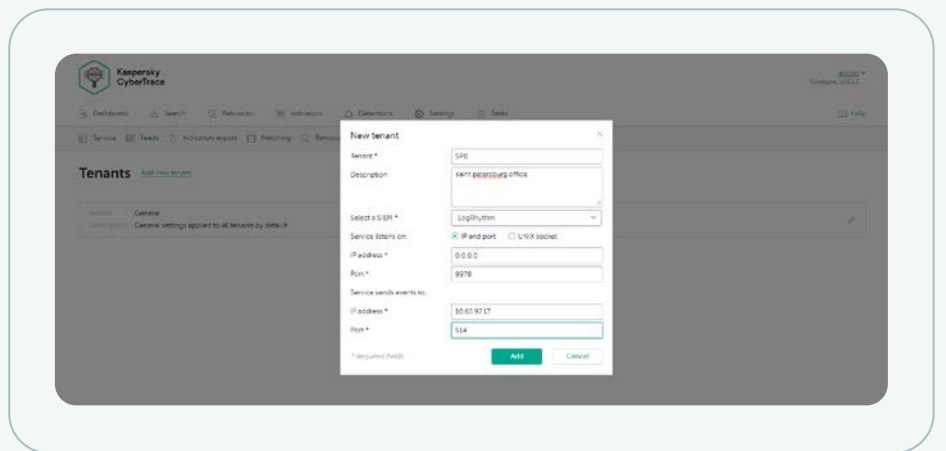 Kaspersky
CyberTrace
Dashboard Search Indicators Detections Settings Tasks Help
Service Feeds Indicators export Matching
Tenants Add new tenant
General
General settings applied to all tenants by default
New tenant
Tenant * SPB
Description saint petersburg office
Select a SIEM * LogRhythm
Service listens on: IP and port UNIX socket
IP address * 0.0.0.0
Port * 9978
Service sends events to:
IP address * 10.65.97.17
Port * 514
* Required fields Add Cancel